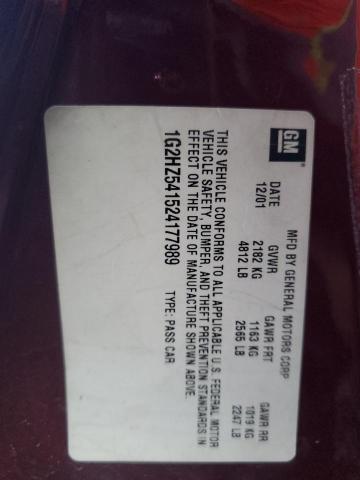 GM
MFD BY GENERAL MOTORS CORP
DATE GVWR GAWR FRT GAWR RR
12/01 2182 KG 1163 KG 1019 KG
4812 LB 2565 LB 2247 LB
THIS VEHICLE CONFORMS TO ALL APPLICABLE U.S. FEDERAL MOTOR
VEHICLE SAFETY, BUMPER, AND THEFT PREVENTION STANDARDS IN
EFFECT ON THE DATE OF MANUFACTURE SHOWN ABOVE.
1G2HZ541524177989 TYPE: PASS CAR